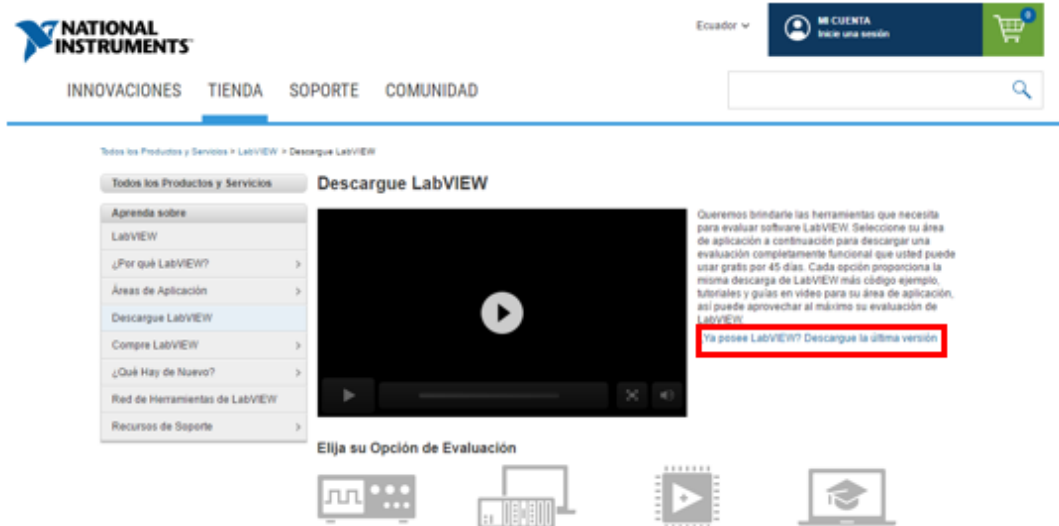 NATIONAL
INSTRUMENTS
Ecuador
MI CUENTA
Inicie una sesión
0
INNOVACIONES TIENDA SOPORTE COMUNIDAD
Todos los Productos y Servicios > LabVIEW > Descargue LabVIEW
Todos los Productos y Servicios
Aprenda sobre
LabVIEW
¿Por qué LabVIEW?
Áreas de Aplicación
Descargue LabVIEW
Compre LabVIEW
¿Qué Hay de Nuevo?
Red de Herramientas de LabVIEW
Recursos de Soporte
Descargue LabVIEW
Queremos brindarle las herramientas que necesita
para evaluar software LabVIEW. Seleccione su área
de aplicación a continuación para descargar una
evaluación completamente funcional que usted puede
usar gratis por 45 días. Cada opción proporciona la
misma descarga de LabVIEW más código ejemplo,
tutoriales y guías en video para su área de aplicación,
así puede aprovechar al máximo su evaluación de
LabVIEW.
¿Ya posee LabVIEW? Descargue la última versión
Elija su Opción de Evaluación